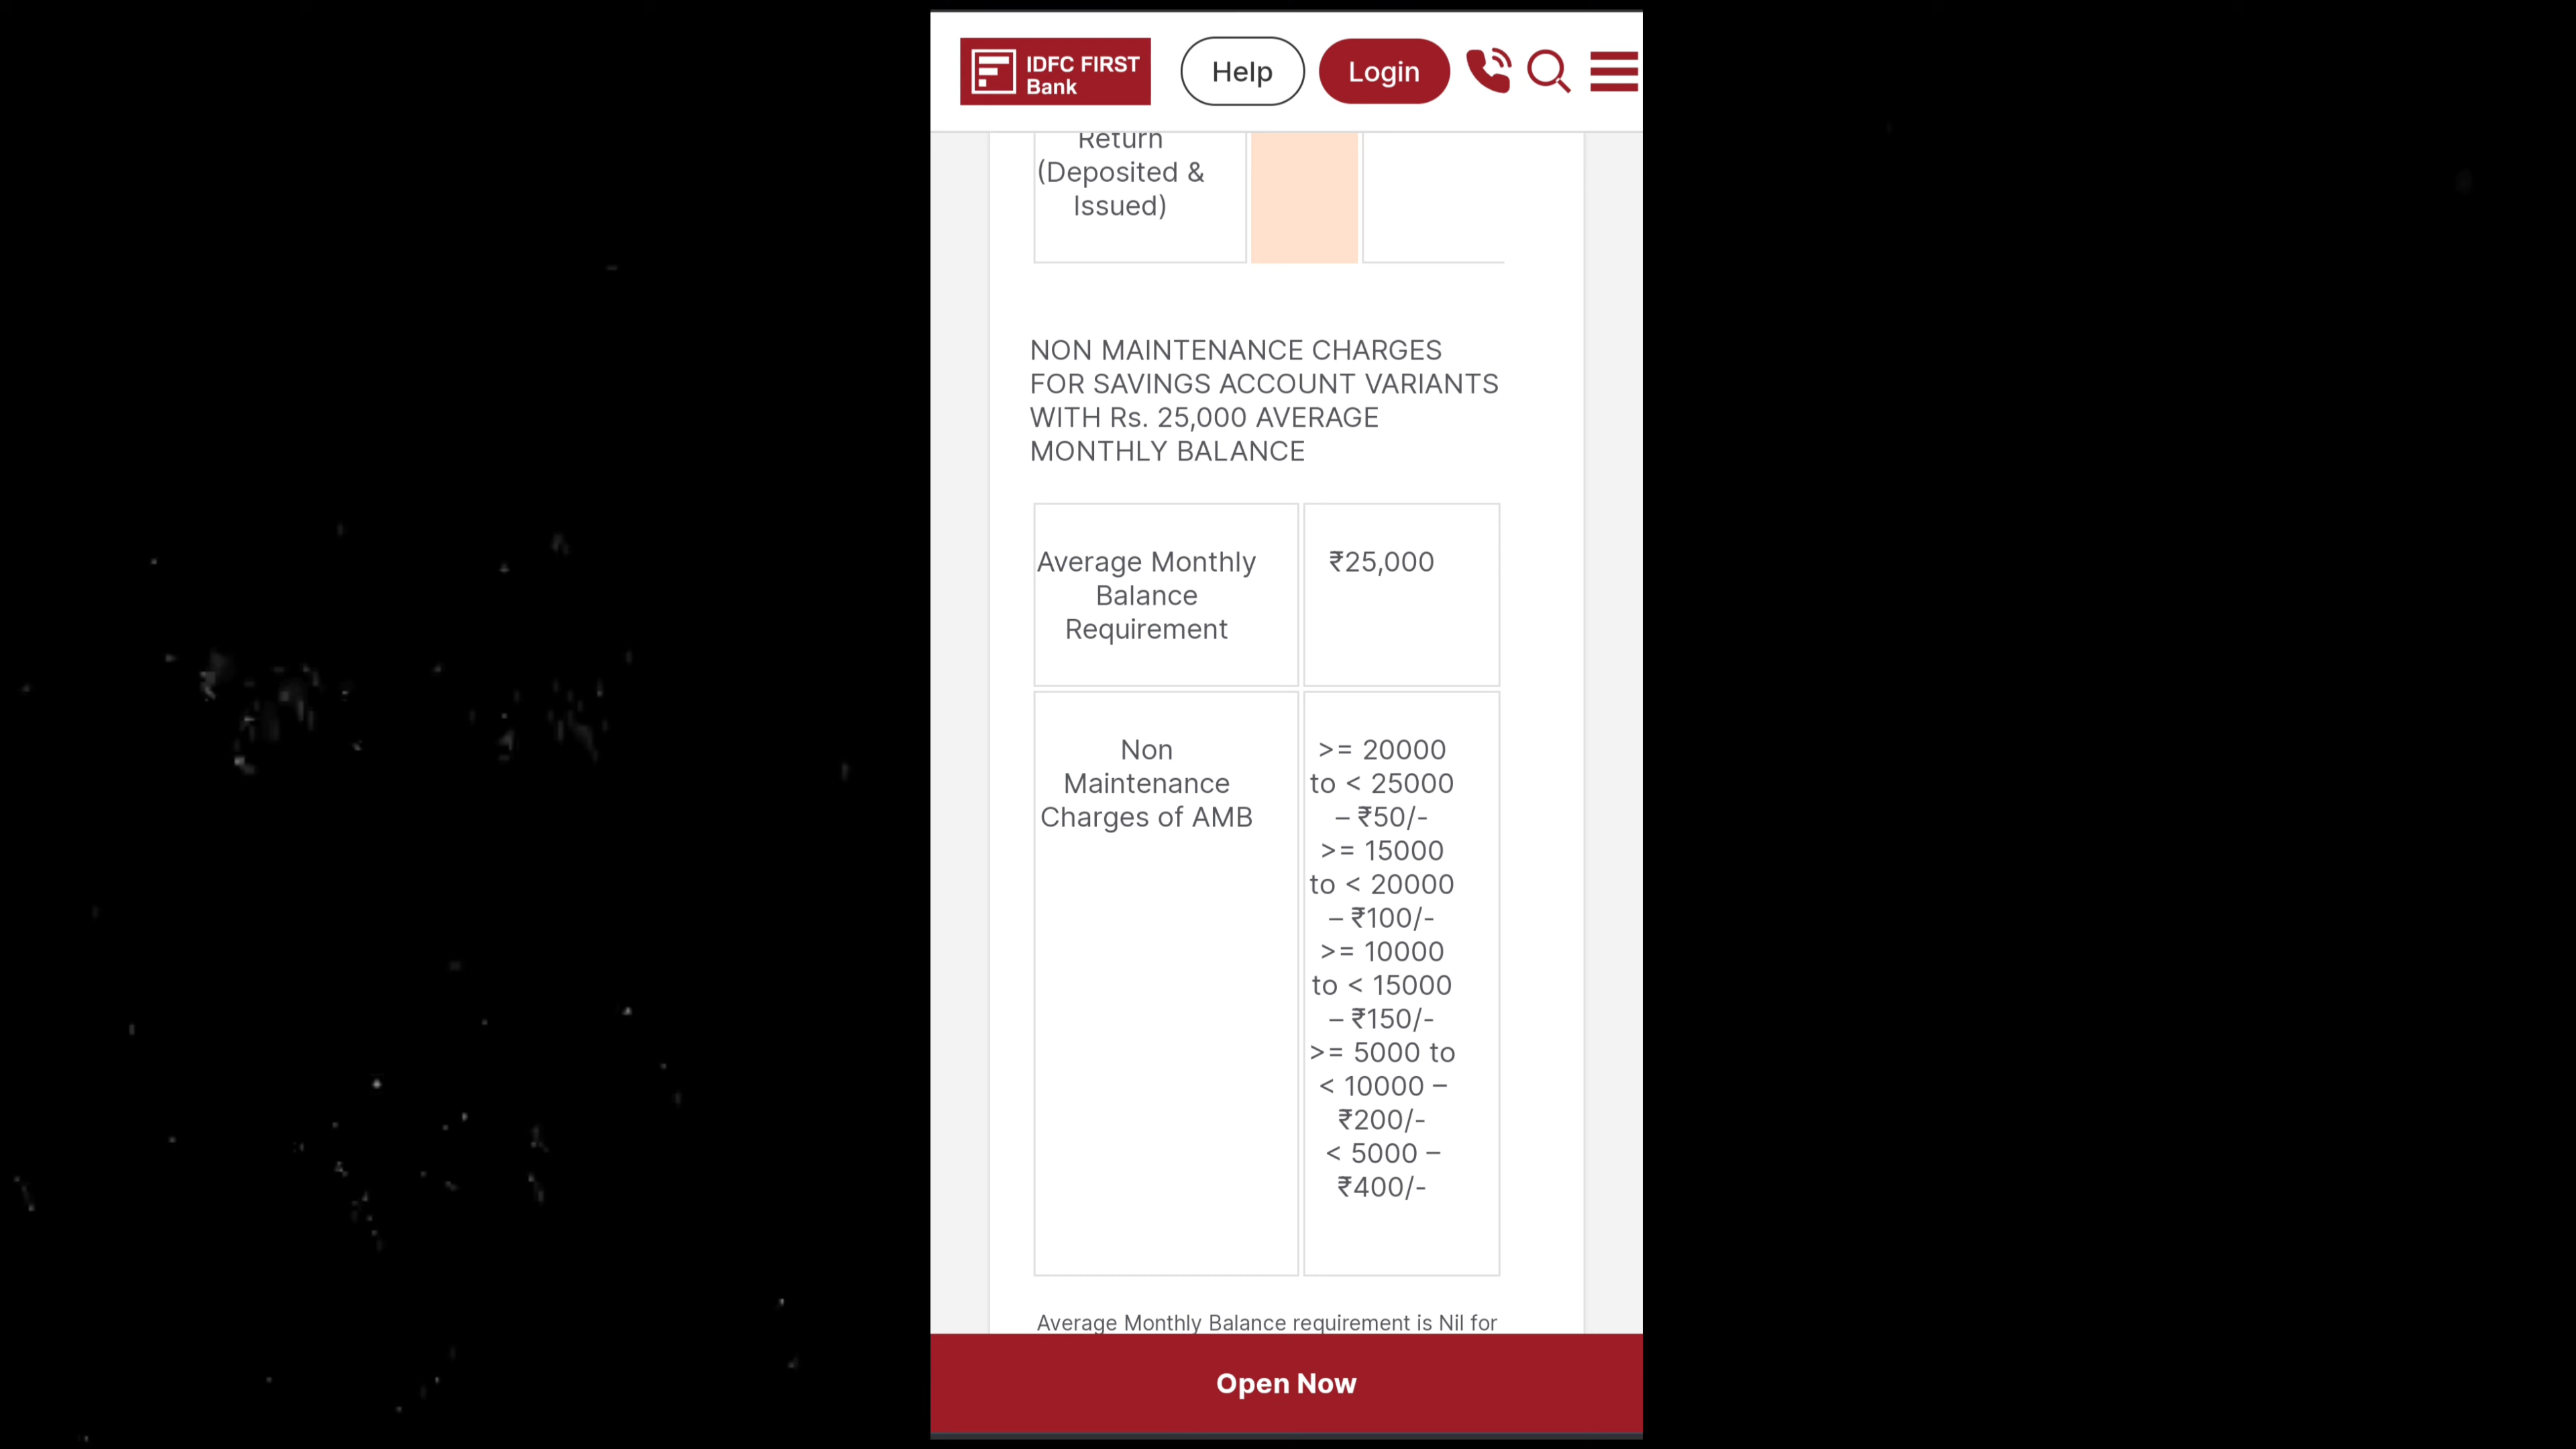 IDFC FIRST
Bank
Help
Login
Return
(Deposited &
Issued)
NON MAINTENANCE CHARGES
FOR SAVINGS ACCOUNT VARIANTS
WITH Rs. 25,000 AVERAGE
MONTHLY BALANCE
Average Monthly
Balance
Requirement
₹25,000
Non
Maintenance
Charges of AMB
>= 20000
to < 25000
– ₹50/-
>= 15000
to < 20000
– ₹100/-
>= 10000
to < 15000
– ₹150/-
>= 5000 to
< 10000 –
₹200/-
< 5000 –
₹400/-
Average Monthly Balance requirement is Nil for
Open Now